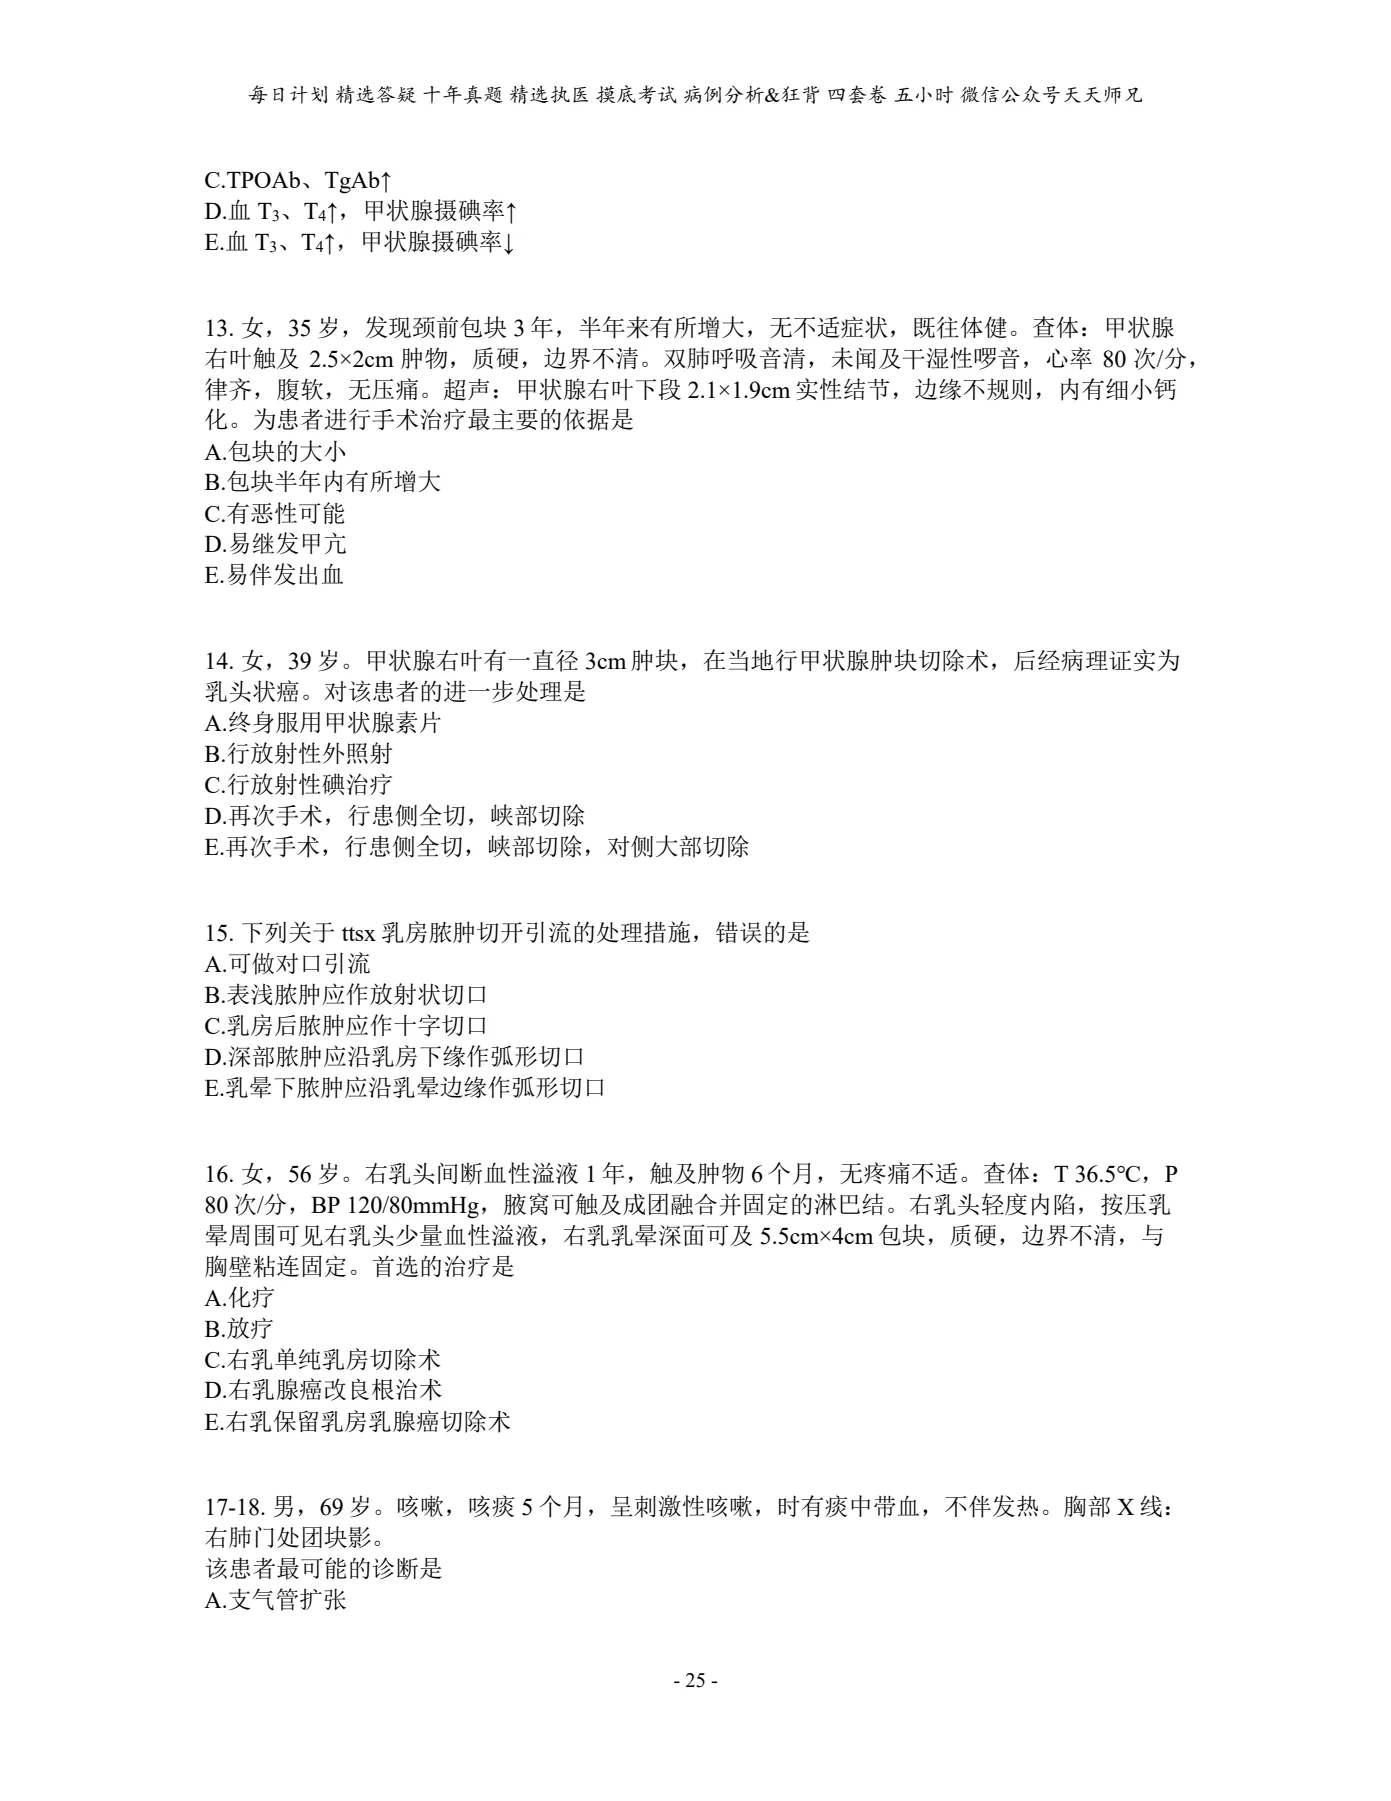 每日计划 精选答疑 十年真题 精选执医 摸底考试 病例分析&狂背 四套卷 五小时 微信公众号天天师兄
C.TPOAb、TgAb↑
D.血 T₃、T₄↑，甲状腺摄碘率↑
E.血 T₃、T₄↑，甲状腺摄碘率↓
13. 女，35 岁，发现颈前包块 3 年，半年来有所增大，无不适症状，既往体健。查体：甲状腺
右叶触及 2.5×2cm 肿物，质硬，边界不清。双肺呼吸音清，未闻及干湿性啰音，心率 80 次/分，
律齐，腹软，无压痛。超声：甲状腺右叶下段 2.1×1.9cm 实性结节，边缘不规则，内有细小钙
化。为患者进行手术治疗最主要的依据是
A.包块的大小
B.包块半年内有所增大
C.有恶性可能
D.易继发甲亢
E.易伴发出血
14. 女，39 岁。甲状腺右叶有一直径 3cm 肿块，在当地行甲状腺肿块切除术，后经病理证实为
乳头状癌。对该患者的进一步处理是
A.终身服用甲状腺素片
B.行放射性外照射
C.行放射性碘治疗
D.再次手术，行患侧全切，峡部切除
E.再次手术，行患侧全切，峡部切除，对侧大部切除
15. 下列关于 ttsx 乳房脓肿切开引流的处理措施，错误的是
A.可做对口引流
B.表浅脓肿应作放射状切口
C.乳房后脓肿应作十字切口
D.深部脓肿应沿乳房下缘作弧形切口
E.乳晕下脓肿应沿乳晕边缘作弧形切口
16. 女，56 岁。右乳头间断血性溢液 1 年，触及肿物 6 个月，无疼痛不适。查体：T 36.5℃，P
80 次/分，BP 120/80mmHg，腋窝可触及成团融合并固定的淋巴结。右乳头轻度内陷，按压乳
晕周围可见右乳头少量血性溢液，右乳乳晕深面可及 5.5cm×4cm 包块，质硬，边界不清，与
胸壁粘连固定。首选的治疗是
A.化疗
B.放疗
C.右乳单纯乳房切除术
D.右乳腺癌改良根治术
E.右乳保留乳房乳腺癌切除术
17-18. 男，69 岁。咳嗽，咳痰 5 个月，呈刺激性咳嗽，时有痰中带血，不伴发热。胸部 X 线：
右肺门处团块影。
该患者最可能的诊断是
A.支气管扩张
- 25 -